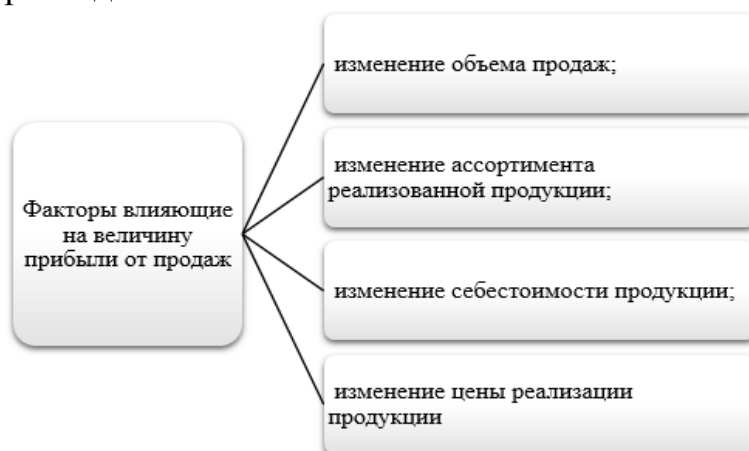 Факторы влияющие
на величину
прибыли от продаж
изменение объема продаж;
изменение ассортимента
реализованной продукции;
изменение себестоимости продукции;
изменение цены реализации
продукции